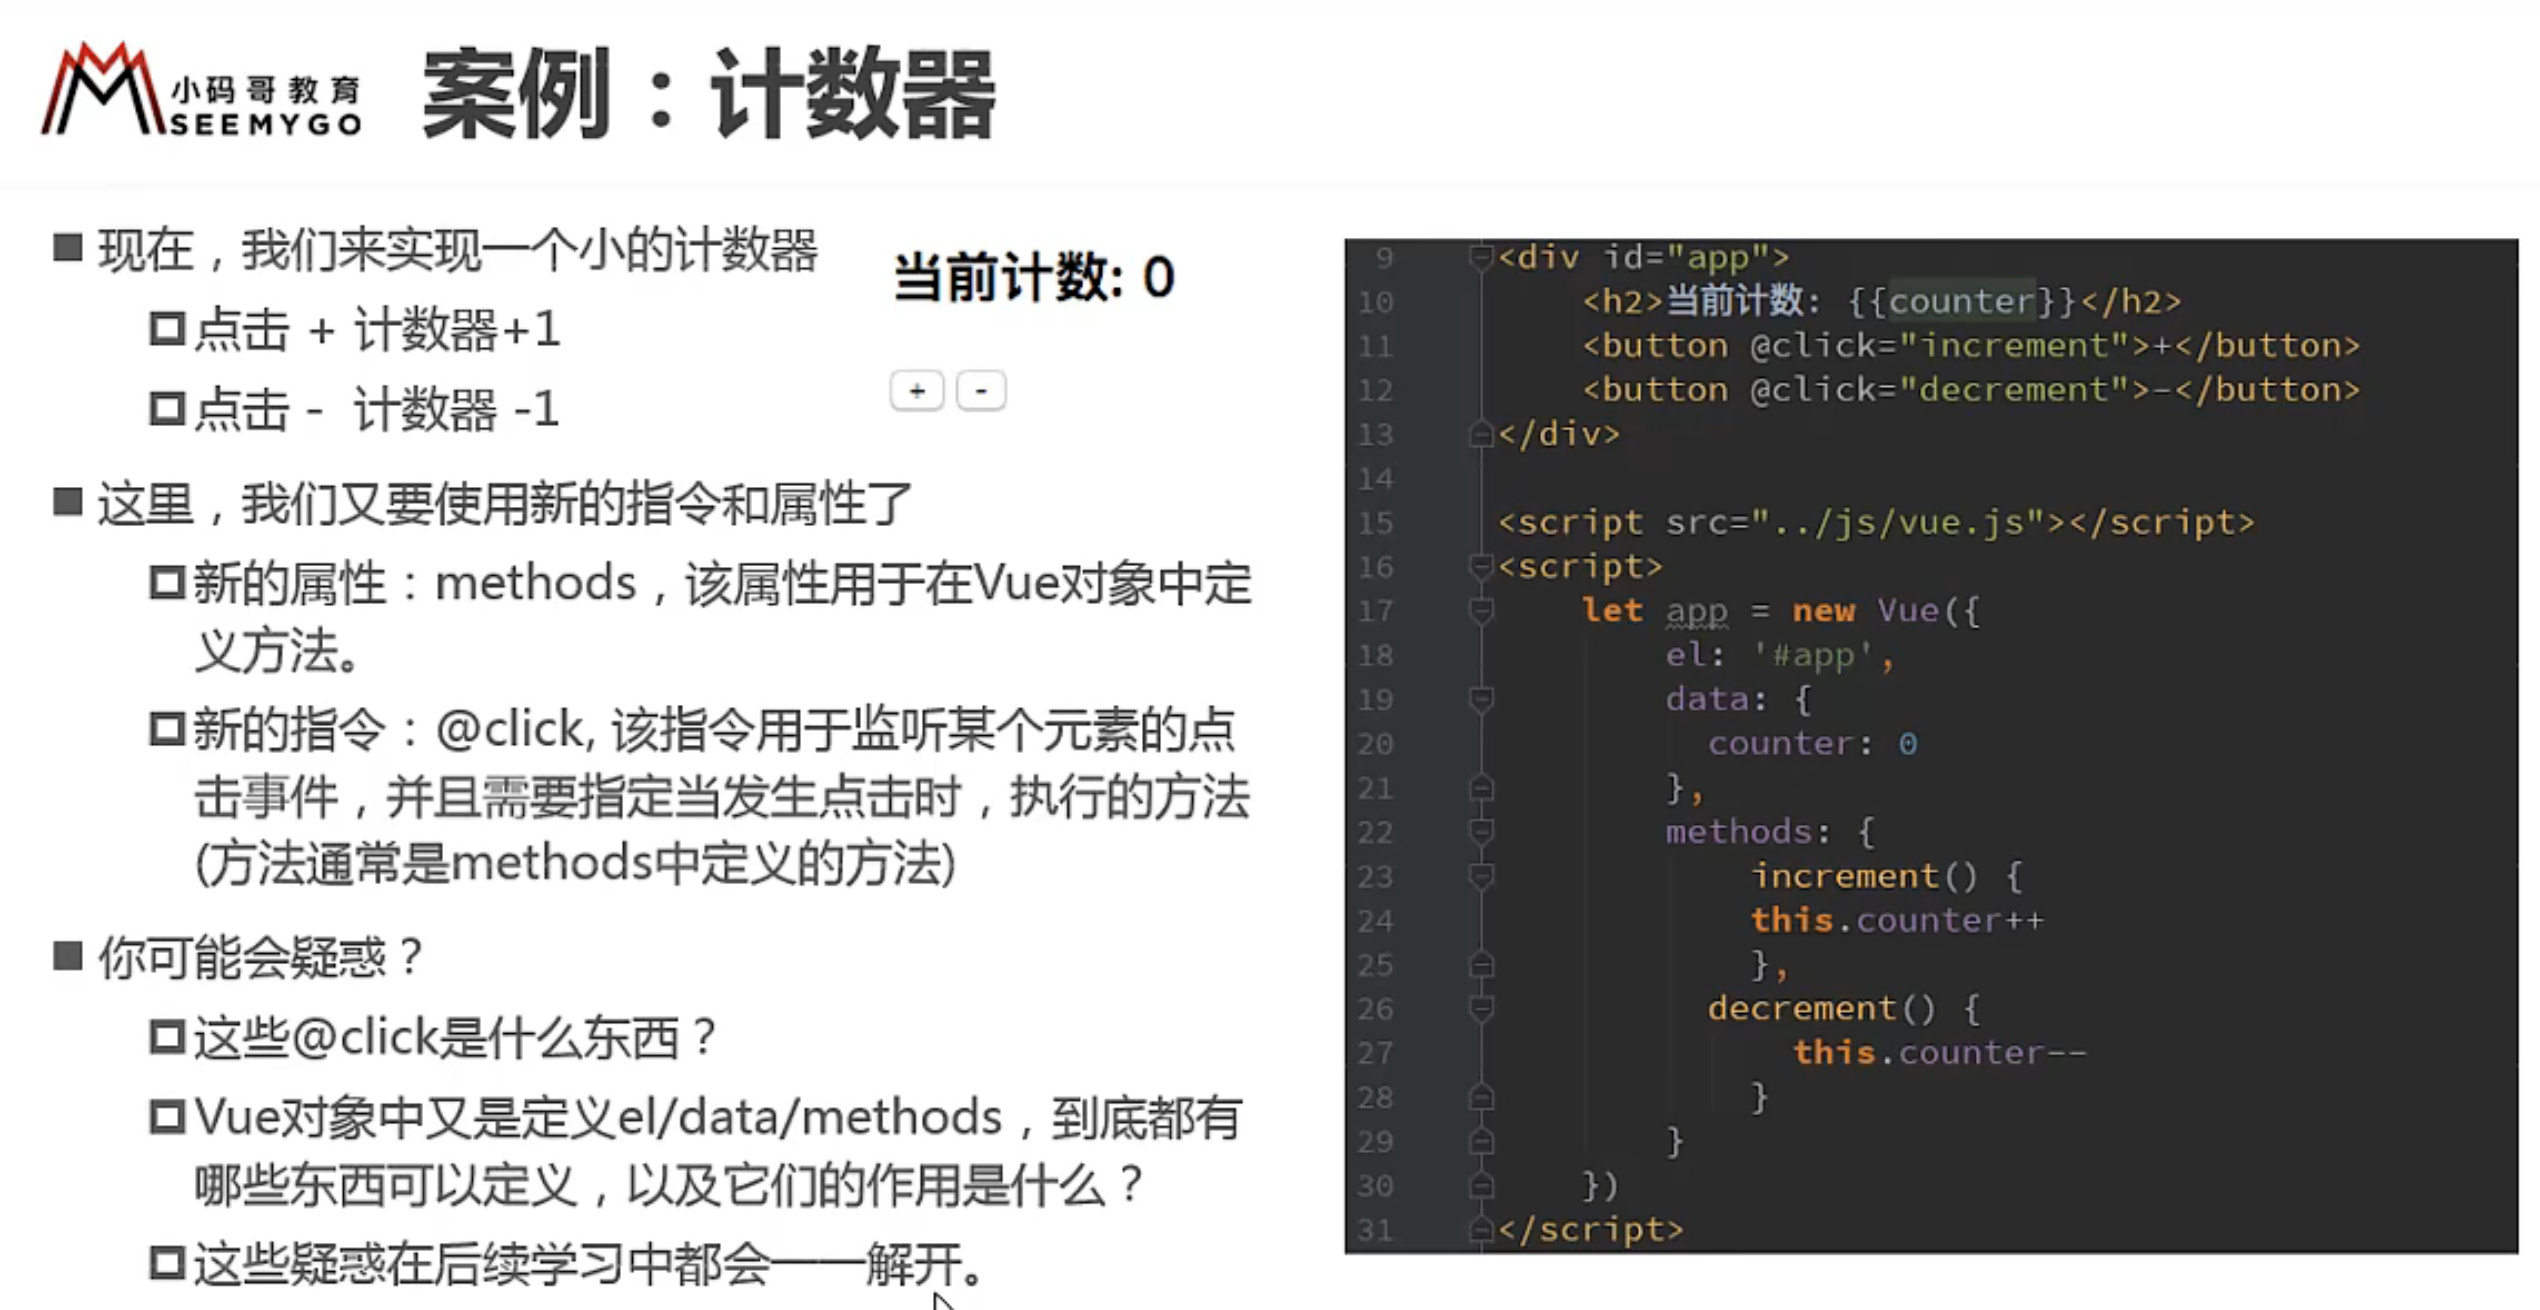 小码哥教育
SEEMYGO
案例：计数器
现在，我们来实现一个小的计数器
点击 + 计数器+1
点击 - 计数器 -1
这里，我们又要使用新的指令和属性了
新的属性：methods，该属性用于在Vue对象中定
义方法。
新的指令：@click, 该指令用于监听某个元素的点
击事件，并且需要指定当发生点击时，执行的方法
(方法通常是methods中定义的方法)
你可能会疑惑？
这些@click是什么东西？
Vue对象中又是定义el/data/methods，到底都有
哪些东西可以定义，以及它们的作用是什么？
这些疑惑在后续学习中都会一一解开。
当前计数: 0
+ -
9 <div id="app">
10 <h2>当前计数: {{counter}}</h2>
11 <button @click="increment">+</button>
12 <button @click="decrement">-</button>
13 </div>
14
15 <script src="../js/vue.js"></script>
16 <script>
17 let app = new Vue({
18 el: '#app',
19 data: {
20 counter: 0
21 },
22 methods: {
23 increment() {
24 this.counter++
25 },
26 decrement() {
27 this.counter--
28 }
29 }
30 })
31 </script>